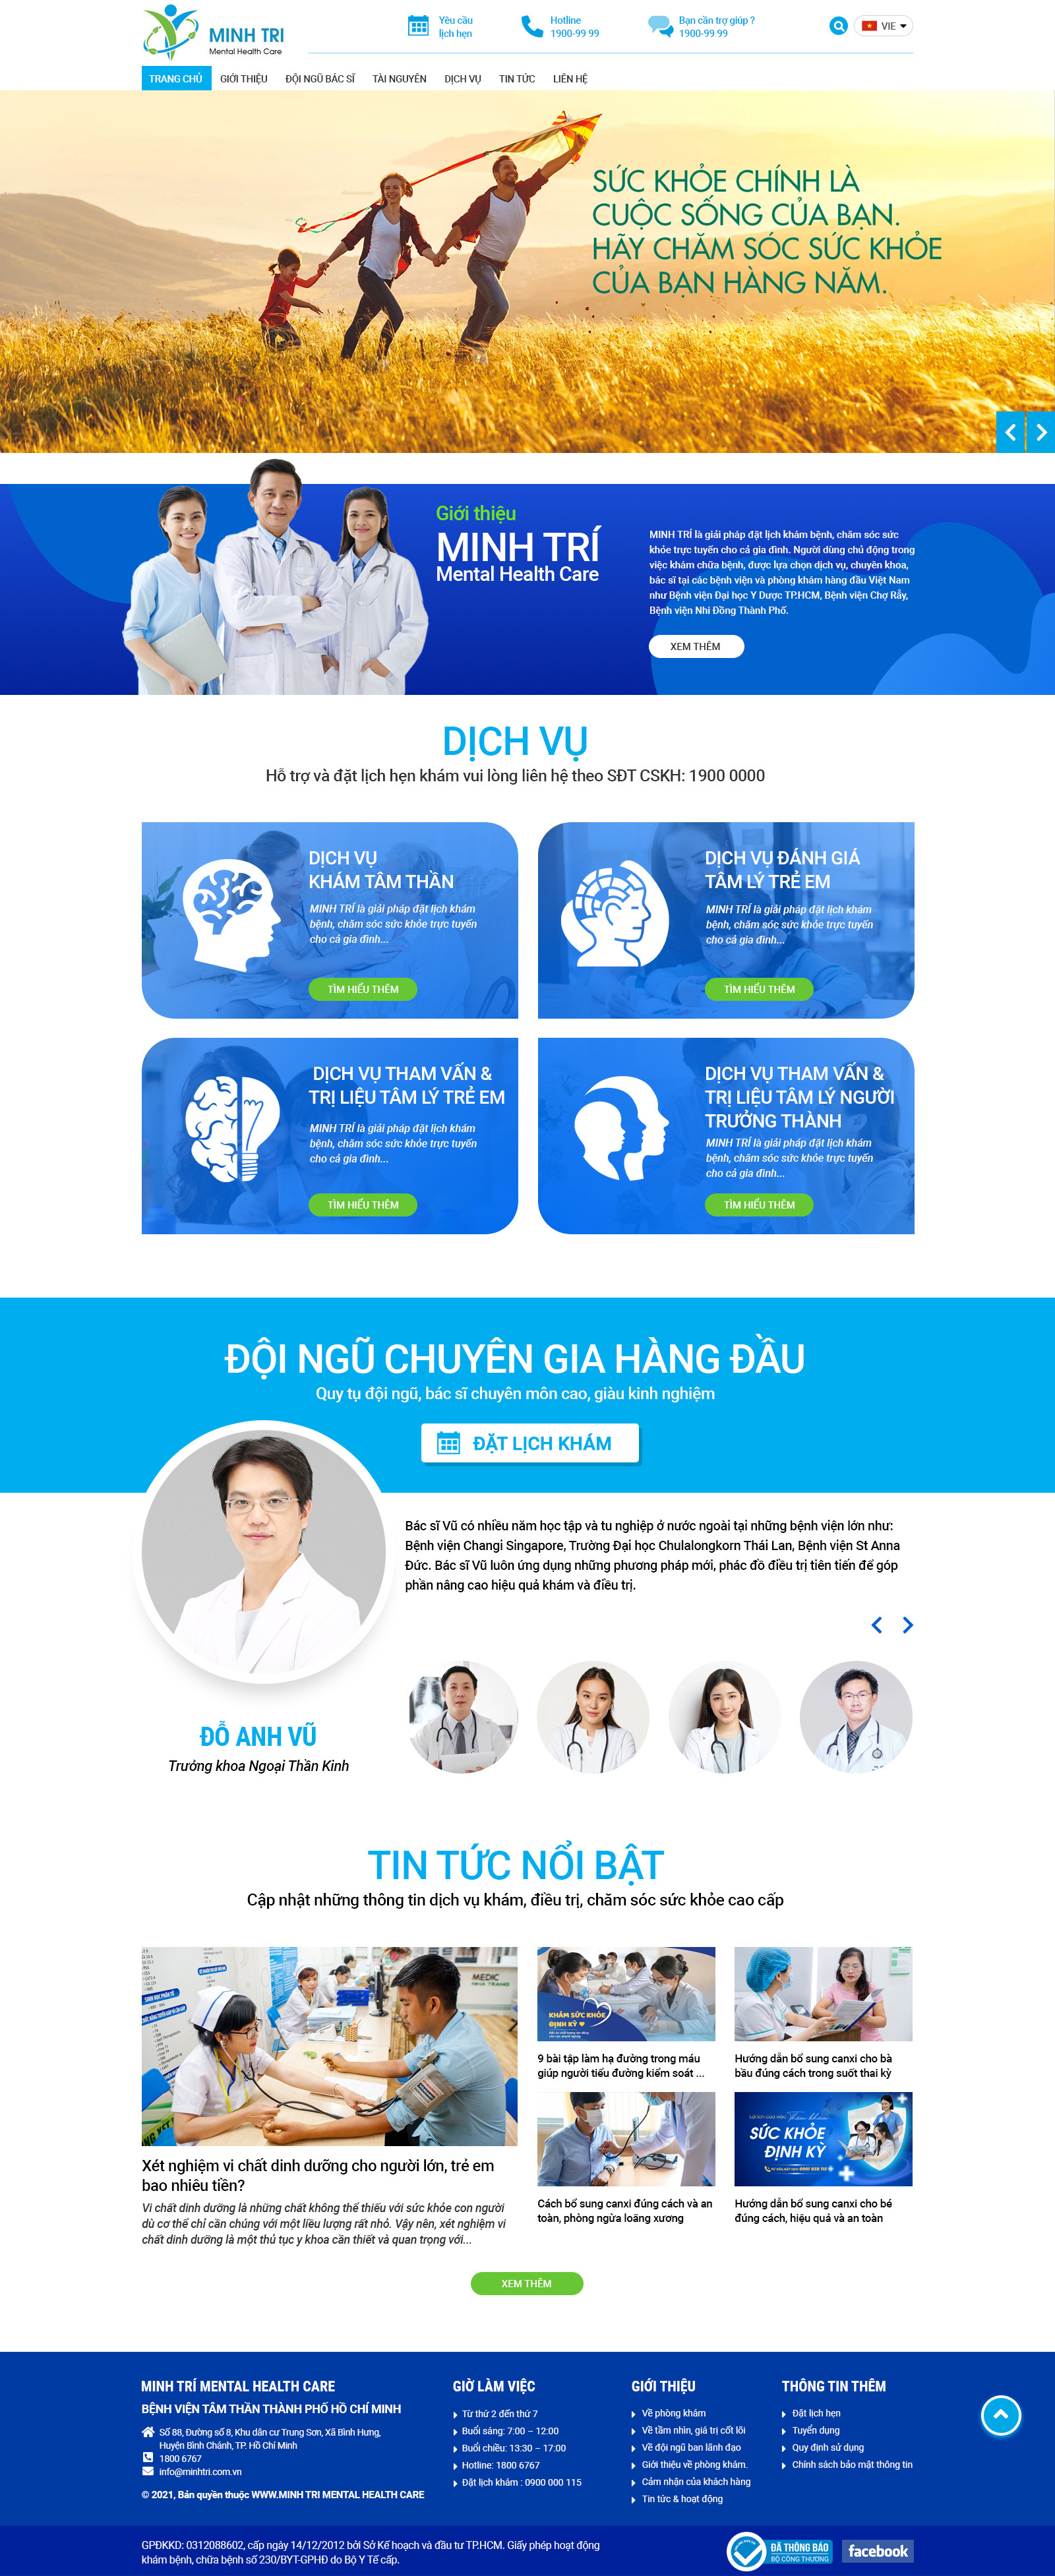 MINH TRI
Mental Health Care
Yêu cầu
lịch hẹn
Hotline
1900-99 99
Bạn cần trợ giúp ?
1900-99 99
VIE
TRANG CHỦ
GIỚI THIỆU
ĐỘI NGŨ BÁC SĨ
TÀI NGUYÊN
DỊCH VỤ
TIN TỨC
LIÊN HỆ
SỨC KHỎE CHÍNH LÀ
CUỘC SỐNG CỦA BẠN.
HÃY CHĂM SÓC SỨC KHỎE
CỦA BẠN HÀNG NĂM.
Giới thiệu
MINH TRÍ
Mental Health Care
MINH TRÍ là giải pháp đặt lịch khám bệnh, chăm sóc sức
khỏe trực tuyến cho cả gia đình. Người dùng chủ động trong
việc khám chữa bệnh, được lựa chọn dịch vụ, chuyên khoa,
bác sĩ tại các bệnh viện và phòng khám hàng đầu Việt Nam
như Bệnh viện Đại học Y Dược TP.HCM, Bệnh viện Chợ Rẫy,
Bệnh viện Nhi Đồng Thành Phố.
XEM THÊM
DỊCH VỤ
Hỗ trợ và đặt lịch hẹn khám vui lòng liên hệ theo SĐT CSKH: 1900 0000
DỊCH VỤ
KHÁM TÂM THẦN
MINH TRÍ là giải pháp đặt lịch khám
bệnh, chăm sóc sức khỏe trực tuyến
cho cả gia đình...
TÌM HIỂU THÊM
DỊCH VỤ ĐÁNH GIÁ
TÂM LÝ TRẺ EM
MINH TRÍ là giải pháp đặt lịch khám
bệnh, chăm sóc sức khỏe trực tuyến
cho cả gia đình...
TÌM HIỂU THÊM
DỊCH VỤ THAM VẤN &
TRỊ LIỆU TÂM LÝ TRẺ EM
MINH TRÍ là giải pháp đặt lịch khám
bệnh, chăm sóc sức khỏe trực tuyến
cho cả gia đình...
TÌM HIỂU THÊM
DỊCH VỤ THAM VẤN &
TRỊ LIỆU TÂM LÝ NGƯỜI
TRƯỞNG THÀNH
MINH TRÍ là giải pháp đặt lịch khám
bệnh, chăm sóc sức khỏe trực tuyến
cho cả gia đình...
TÌM HIỂU THÊM
ĐỘI NGŨ CHUYÊN GIA HÀNG ĐẦU
Quy tụ đội ngũ, bác sĩ chuyên môn cao, giàu kinh nghiệm
ĐẶT LỊCH KHÁM
Bác sĩ Vũ có nhiều năm học tập và tu nghiệp ở nước ngoài tại những bệnh viện lớn như:
Bệnh viện Changi Singapore, Trường Đại học Chulalongkorn Thái Lan, Bệnh viện St Anna
Đức. Bác sĩ Vũ luôn ứng dụng những phương pháp mới, phác đồ điều trị tiên tiến để góp
phần nâng cao hiệu quả khám và điều trị.
ĐỖ ANH VŨ
Trưởng khoa Ngoại Thần Kinh
TIN TỨC NỔI BẬT
Cập nhật những thông tin dịch vụ khám, điều trị, chăm sóc sức khỏe cao cấp
MEDIC
KHÁM SỨC KHỎE
ĐỊNH KỲ
9 bài tập làm hạ đường trong máu
giúp người tiểu đường kiểm soát ...
Hướng dẫn bổ sung canxi cho bà
bầu đúng cách trong suốt thai kỳ
SỨC KHỎE
ĐỊNH KỲ
Xét nghiệm vi chất dinh dưỡng cho người lớn, trẻ em
bao nhiêu tiền?
Vi chất dinh dưỡng là những chất không thể thiếu với sức khỏe con người
dù cơ thể chỉ cần chúng với một liều lượng rất nhỏ. Vậy nên, xét nghiệm vi
chất dinh dưỡng là một thủ tục y khoa cần thiết và quan trọng với...
Cách bổ sung canxi đúng cách và an
toàn, phòng ngừa loãng xương
Hướng dẫn bổ sung canxi cho bé
đúng cách, hiệu quả và an toàn
XEM THÊM
MINH TRÍ MENTAL HEALTH CARE
BỆNH VIỆN TÂM THẦN THÀNH PHỐ HỒ CHÍ MINH
Số 88, Đường số 8, Khu dân cư Trung Sơn, Xã Bình Hưng,
Huyện Bình Chánh, TP. Hồ Chí Minh
1800 6767
info@minhtri.com.vn
© 2021, Bản quyền thuộc WWW.MINH TRI MENTAL HEALTH CARE
GIỜ LÀM VIỆC
Từ thứ 2 đến thứ 7
Buổi sáng: 7:00 – 12:00
Buổi chiều: 13:30 – 17:00
Hotline: 1800 6767
Đặt lịch khám : 0900 000 115
GIỚI THIỆU
Về phòng khám
Về tầm nhìn, giá trị cốt lõi
Về đội ngũ ban lãnh đạo
Giới thiệu về phòng khám.
Cảm nhận của khách hàng
Tin tức & hoạt động
THÔNG TIN THÊM
Đặt lịch hẹn
Tuyển dụng
Quy định sử dụng
Chính sách bảo mật thông tin
GPĐKKD: 0312088602, cấp ngày 14/12/2012 bởi Sở Kế hoạch và đầu tư TP.HCM. Giấy phép hoạt động
khám bệnh, chữa bệnh số 230/BYT-GPHĐ do Bộ Y Tế cấp.
ĐÃ THÔNG BÁO
BỘ CÔNG THƯƠNG
facebook